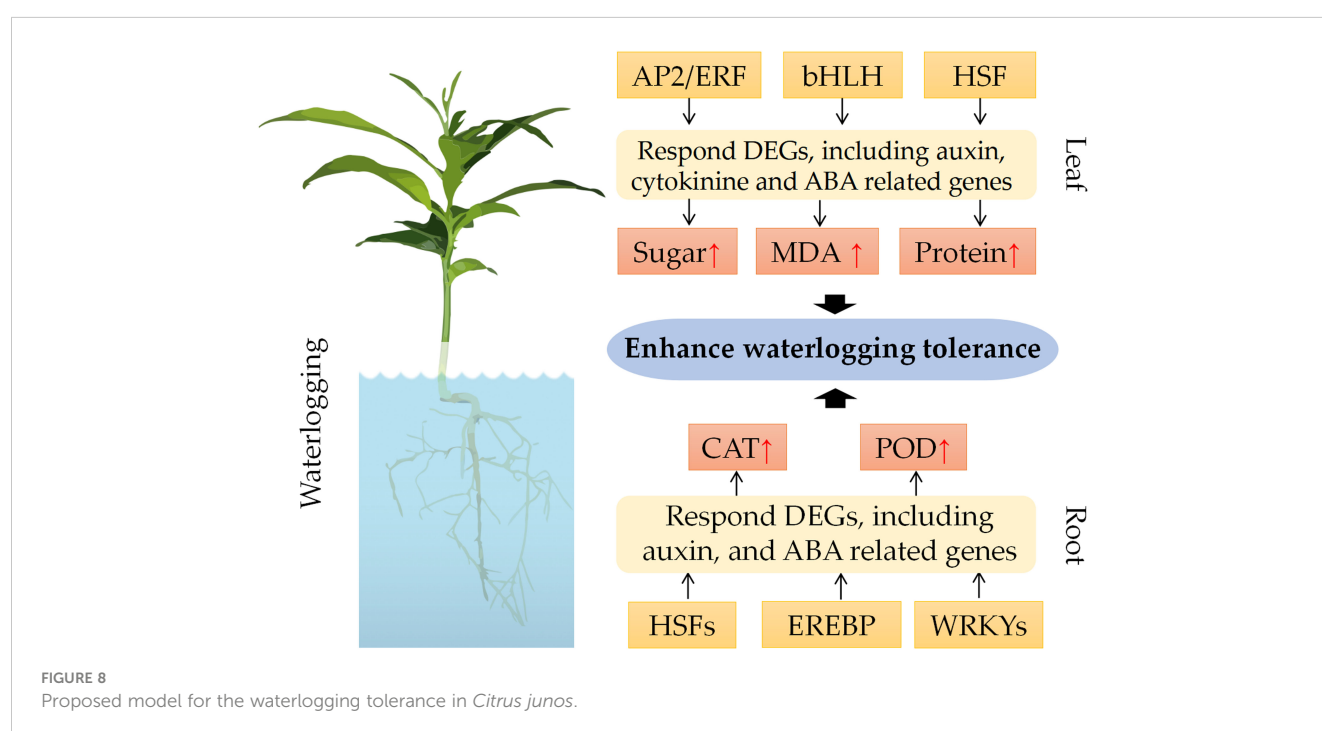 AP2/ERF
bHLH
HSF
Respond DEGs, including auxin,
cytokinine and ABA related genes
Leaf
Sugar↑
MDA ↑
Protein↑
Enhance waterlogging tolerance
Waterlogging
CAT↑
POD↑
Respond DEGs, including
auxin, and ABA related genes
Root
HSFs
EREBP
WRKYs
FIGURE 8
Proposed model for the waterlogging tolerance in Citrus junos.